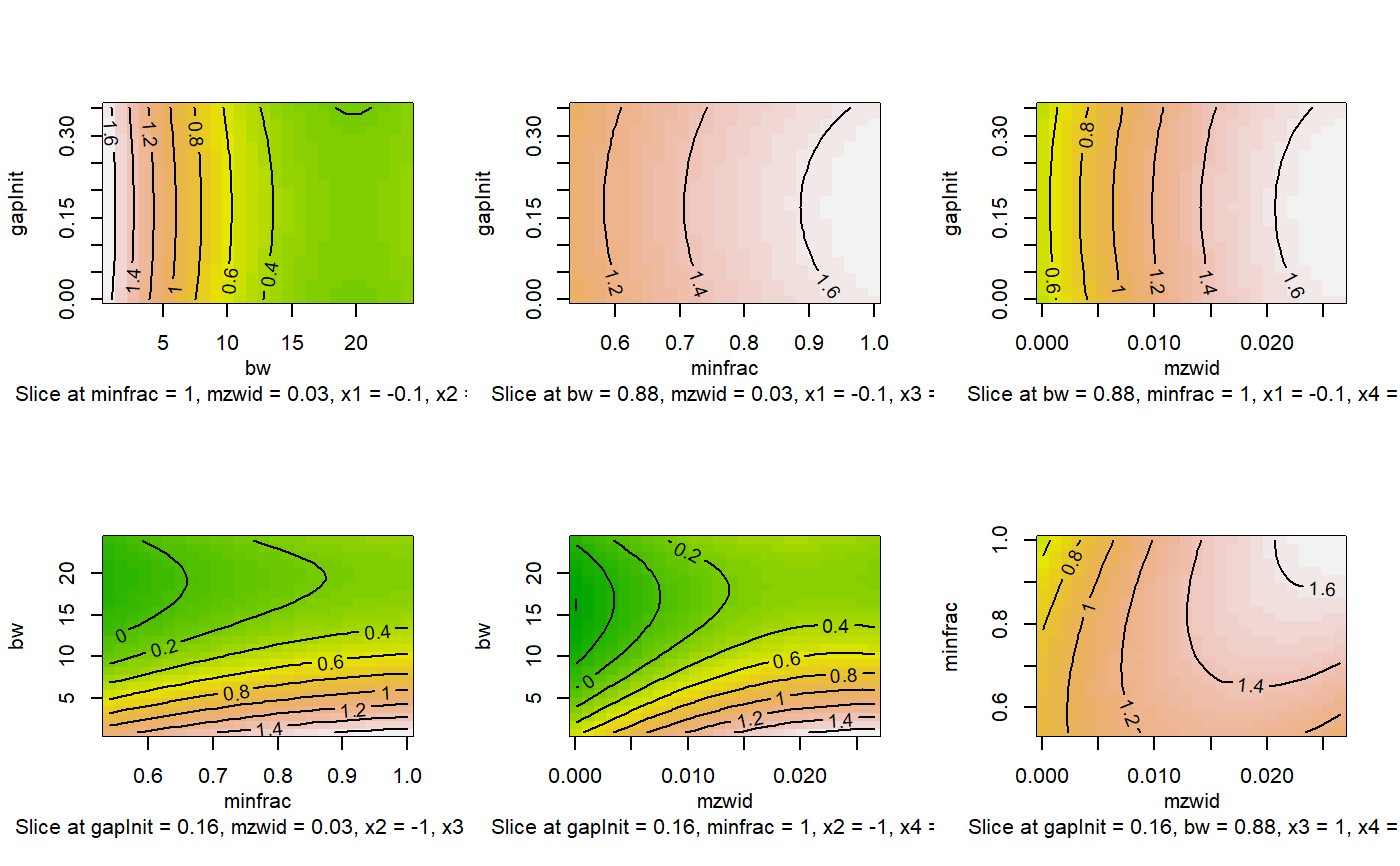 gapInit
0.00 0.15 0.30
1.6 1.4 1.2 1 0.8 0.6 0.4
5 10 15 20
bw
Slice at minfrac = 1, mzwid = 0.03, x1 = -0.1, x2 =
gapInit
0.00 0.15 0.30
1.2 1.4 1.6
0.6 0.7 0.8 0.9 1.0
minfrac
Slice at bw = 0.88, mzwid = 0.03, x1 = -0.1, x3 =
gapInit
0.00 0.15 0.30
0.6 0.8 1 1.2 1.4 1.6
0.000 0.010 0.020
mzwid
Slice at bw = 0.88, minfrac = 1, x1 = -0.1, x4 =
bw
5 10 15 20
0 0.2 0.4 0.6 0.8 1 1.2 1.4
0.6 0.7 0.8 0.9 1.0
minfrac
Slice at gapInit = 0.16, mzwid = 0.03, x2 = -1, x3
bw
5 10 15 20
0 0.2 0.4 0.6 0.8 1 1.2 1.4
0.000 0.010 0.020
mzwid
Slice at gapInit = 0.16, minfrac = 1, x2 = -1, x4 =
minfrac
0.6 0.8 1.0
0.8 1 1.2 1.4 1.6
0.000 0.010 0.020
mzwid
Slice at gapInit = 0.16, bw = 0.88, x3 = 1, x4 =